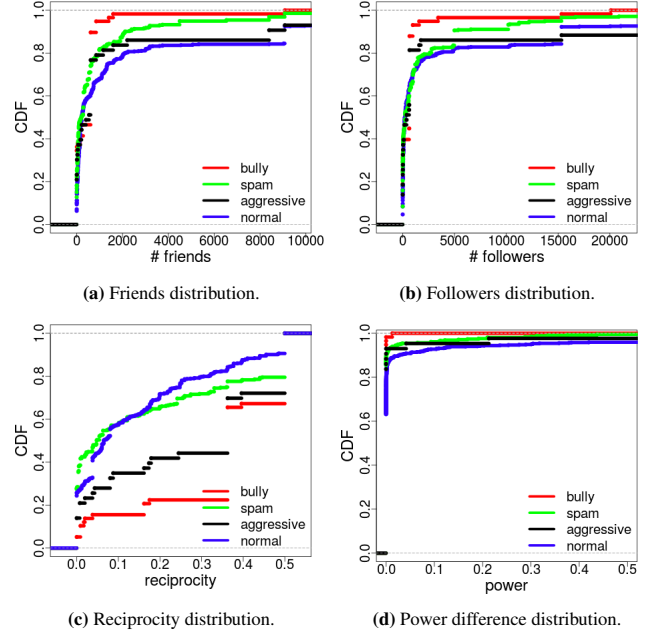 CDF
0.0 0.2 0.4 0.6 0.8 1.0
bully
spam
aggressive
normal
0 2000 4000 6000 8000 10000
# friends
(a) Friends distribution.
CDF
0.0 0.2 0.4 0.6 0.8 1.0
bully
spam
aggressive
normal
0 5000 10000 15000 20000
# followers
(b) Followers distribution.
CDF
0.0 0.2 0.4 0.6 0.8 1.0
bully
spam
aggressive
normal
0.0 0.1 0.2 0.3 0.4 0.5
reciprocity
(c) Reciprocity distribution.
CDF
0.0 0.2 0.4 0.6 0.8 1.0
bully
spam
aggressive
normal
0.0 0.1 0.2 0.3 0.4 0.5
power
(d) Power difference distribution.